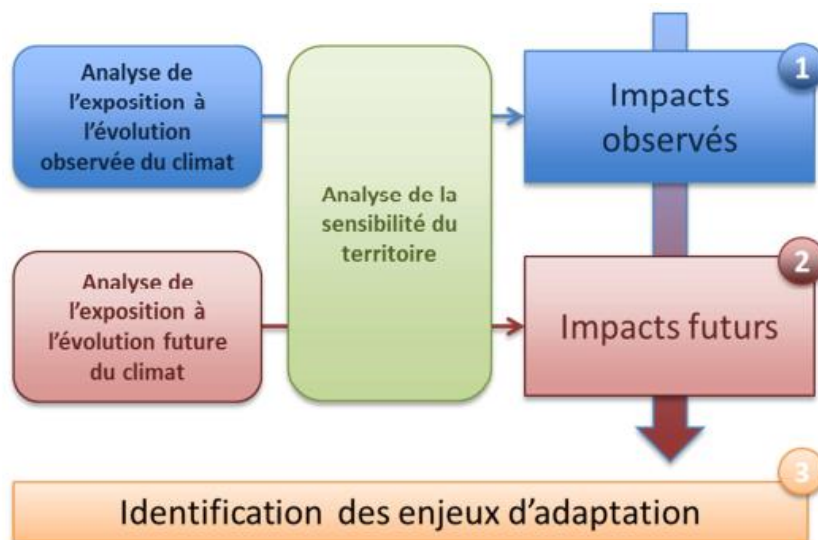 Analyse de
l'exposition à
l'évolution
observée du climat
Analyse de la
sensibilité du
territoire
1
Impacts
observés
Analyse de
l'exposition à
l'évolution future
du climat
2
Impacts futurs
3
Identification des enjeux d'adaptation